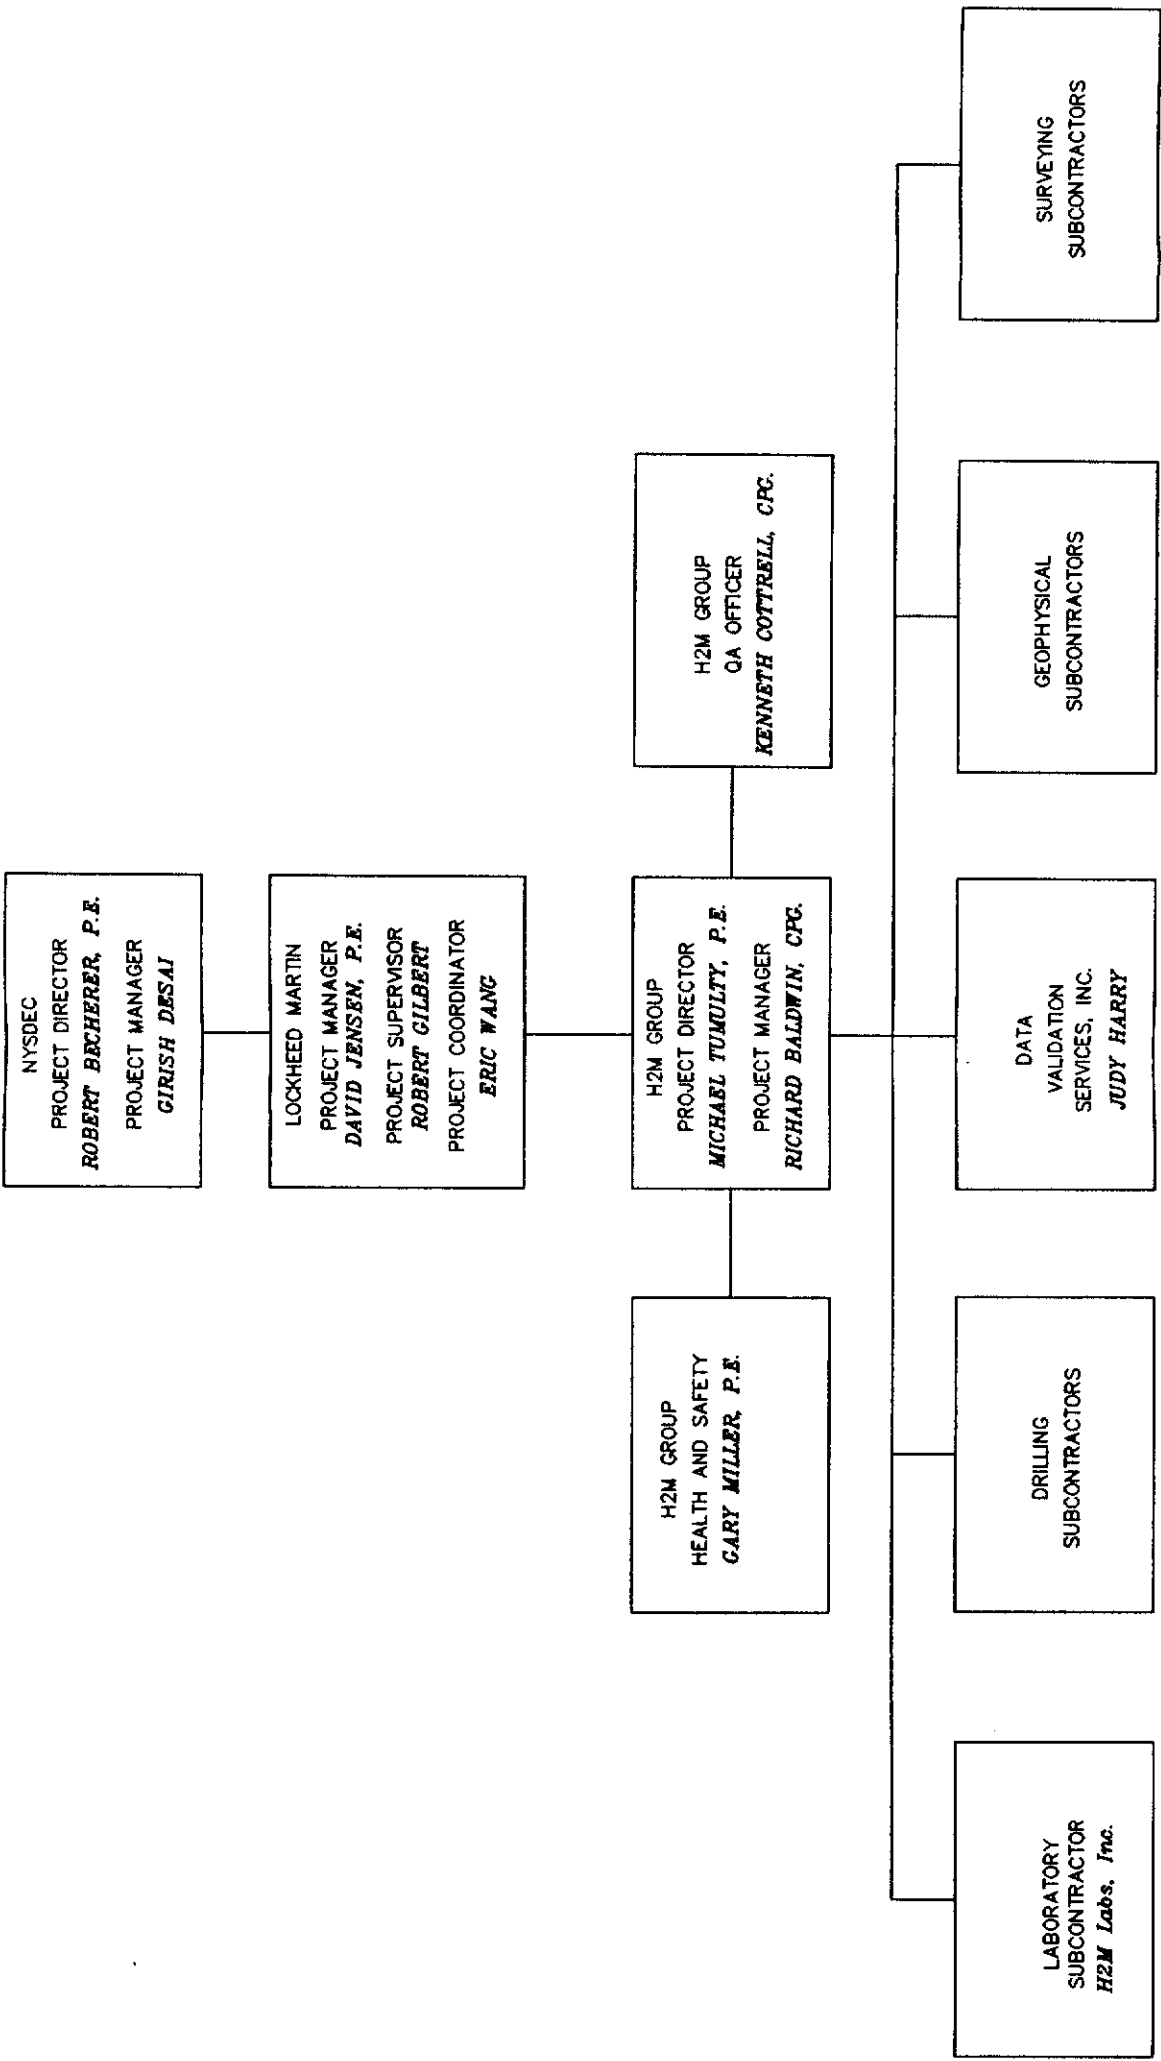 NYSDEC
PROJECT DIRECTOR
ROBERT BECHERER, P.E.
PROJECT MANAGER
GIRISH DESAI
LOCKHEED MARTIN
PROJECT MANAGER
DAVID JENSEN, P.E.
PROJECT SUPERVISOR
ROBERT GILBERT
PROJECT COORDINATOR
ERIC WANG
H2M GROUP
HEALTH AND SAFETY
GARY MILLER, P.E.
H2M GROUP
PROJECT DIRECTOR
MICHAEL TUMULTY, P.E.
PROJECT MANAGER
RICHARD BALDWIN, CPG.
H2M GROUP
QA OFFICER
KENNETH COTTRELL, CPG.
LABORATORY
SUBCONTRACTOR
H2M Labs, Inc.
DRILLING
SUBCONTRACTORS
DATA
VALIDATION
SERVICES, INC.
JUDY HARRY
GEOPHYSICAL
SUBCONTRACTORS
SURVEYING
SUBCONTRACTORS